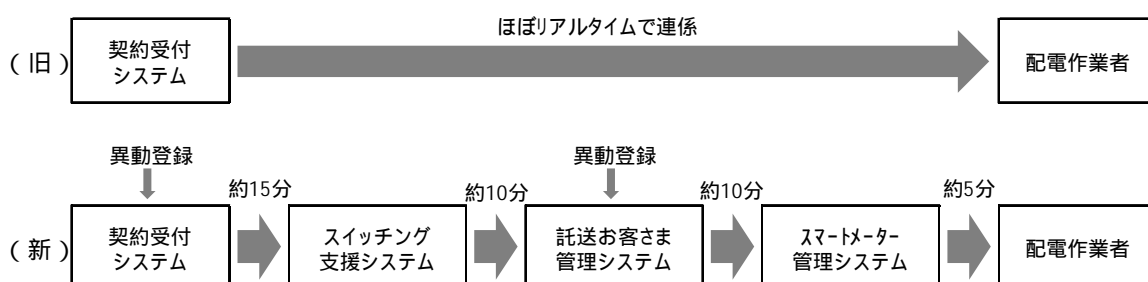 ほぼリアルタイムで連係
(旧)
契約受付
システム
配電作業者
異動登録
異動登録
約15分
約10分
約10分
約5分
(新)
契約受付
システム
スイッチング
支援システム
託送お客さま
管理システム
スマートメーター
管理システム
配電作業者